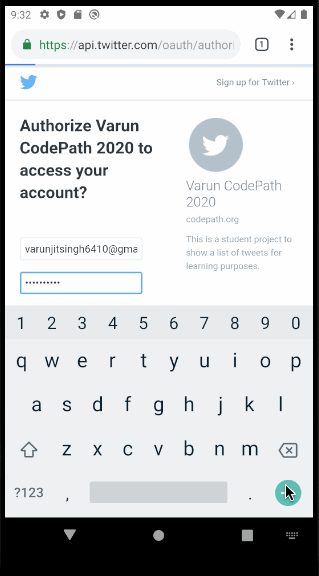 9:32
https://api.twitter.com/oauth/authori
1
Sign up for Twitter ›
Authorize Varun
CodePath 2020 to
access your
account?
Varun CodePath
2020
codepath.org
This is a student project to
show a list of tweets for
learning purposes.
varunjitsingh6410@gma
••••••••••
1 2 3 4 5 6 7 8 9 0
q w e r t y u i o p
a s d f g h j k l
z x c v b n m
?123 , .